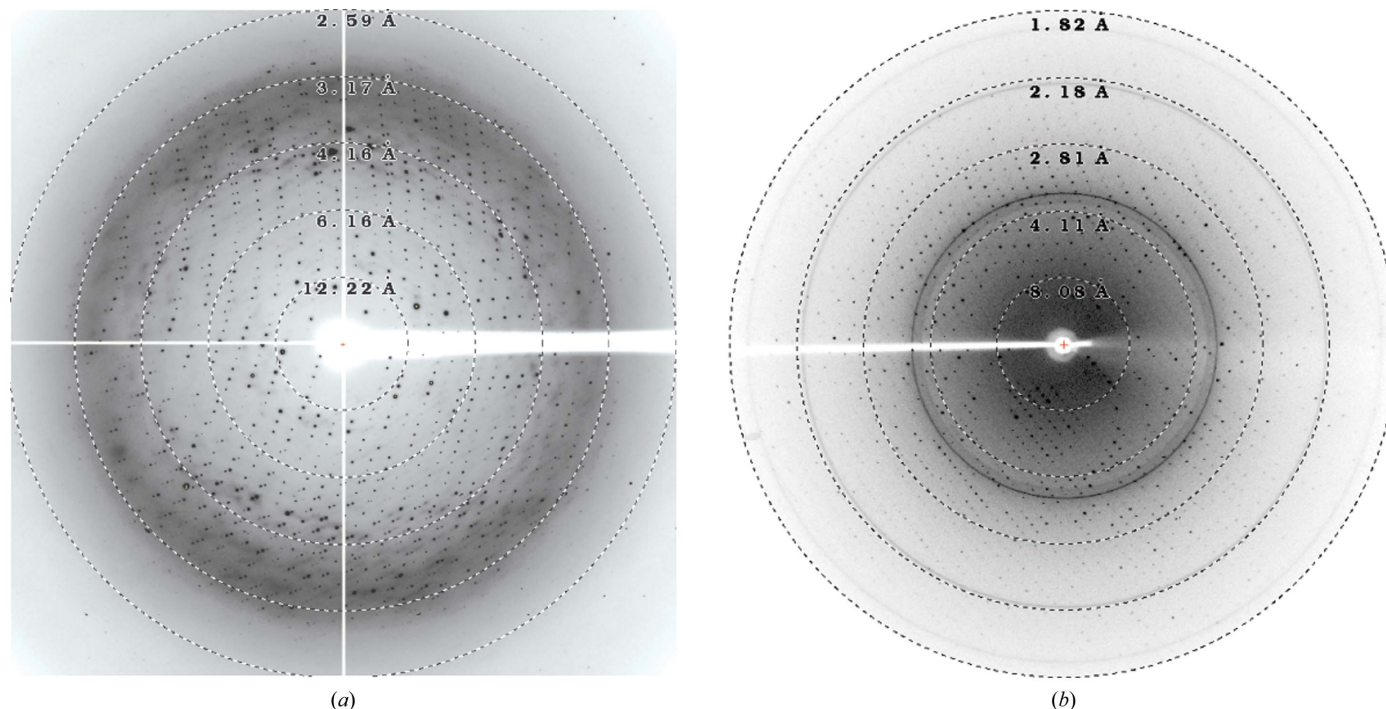 2.59 Å
3.17 Å
4.16 Å
6.16 Å
12.22 Å
(a)
1.82 Å
2.18 Å
2.81 Å
4.11 Å
8.08 Å
(b)